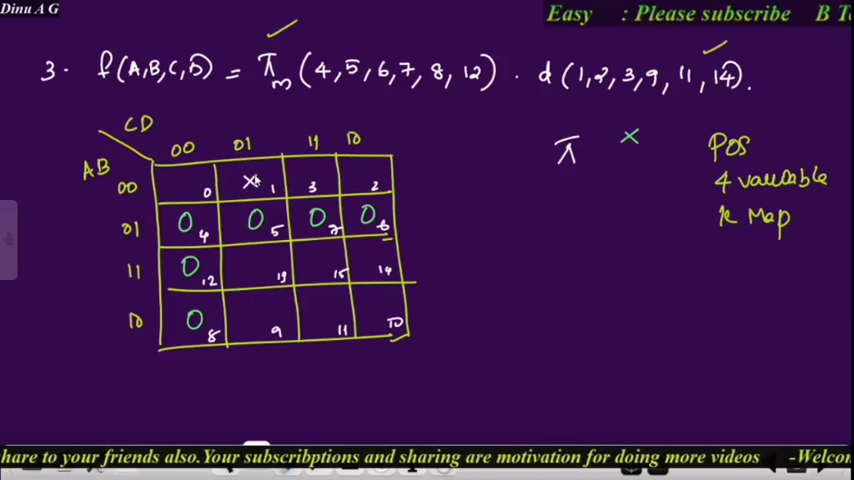 Dinu A G
Easy : Please subscribe B T
3. f(A,B,C,D) = π m (4,5,6,7,8,12) . d (1,2,3,9,11,14).
CD
00 01 11 10
π × POS
AB
4 variable
00 0 × 1 3 2
K Map
01 0 4 0 5 0 7 0 6
11 0 12 13 15 14
10 0 8 9 11 10
hare to your friends also.Your subscribptions and sharing are motivation for doing more videos -Welcon